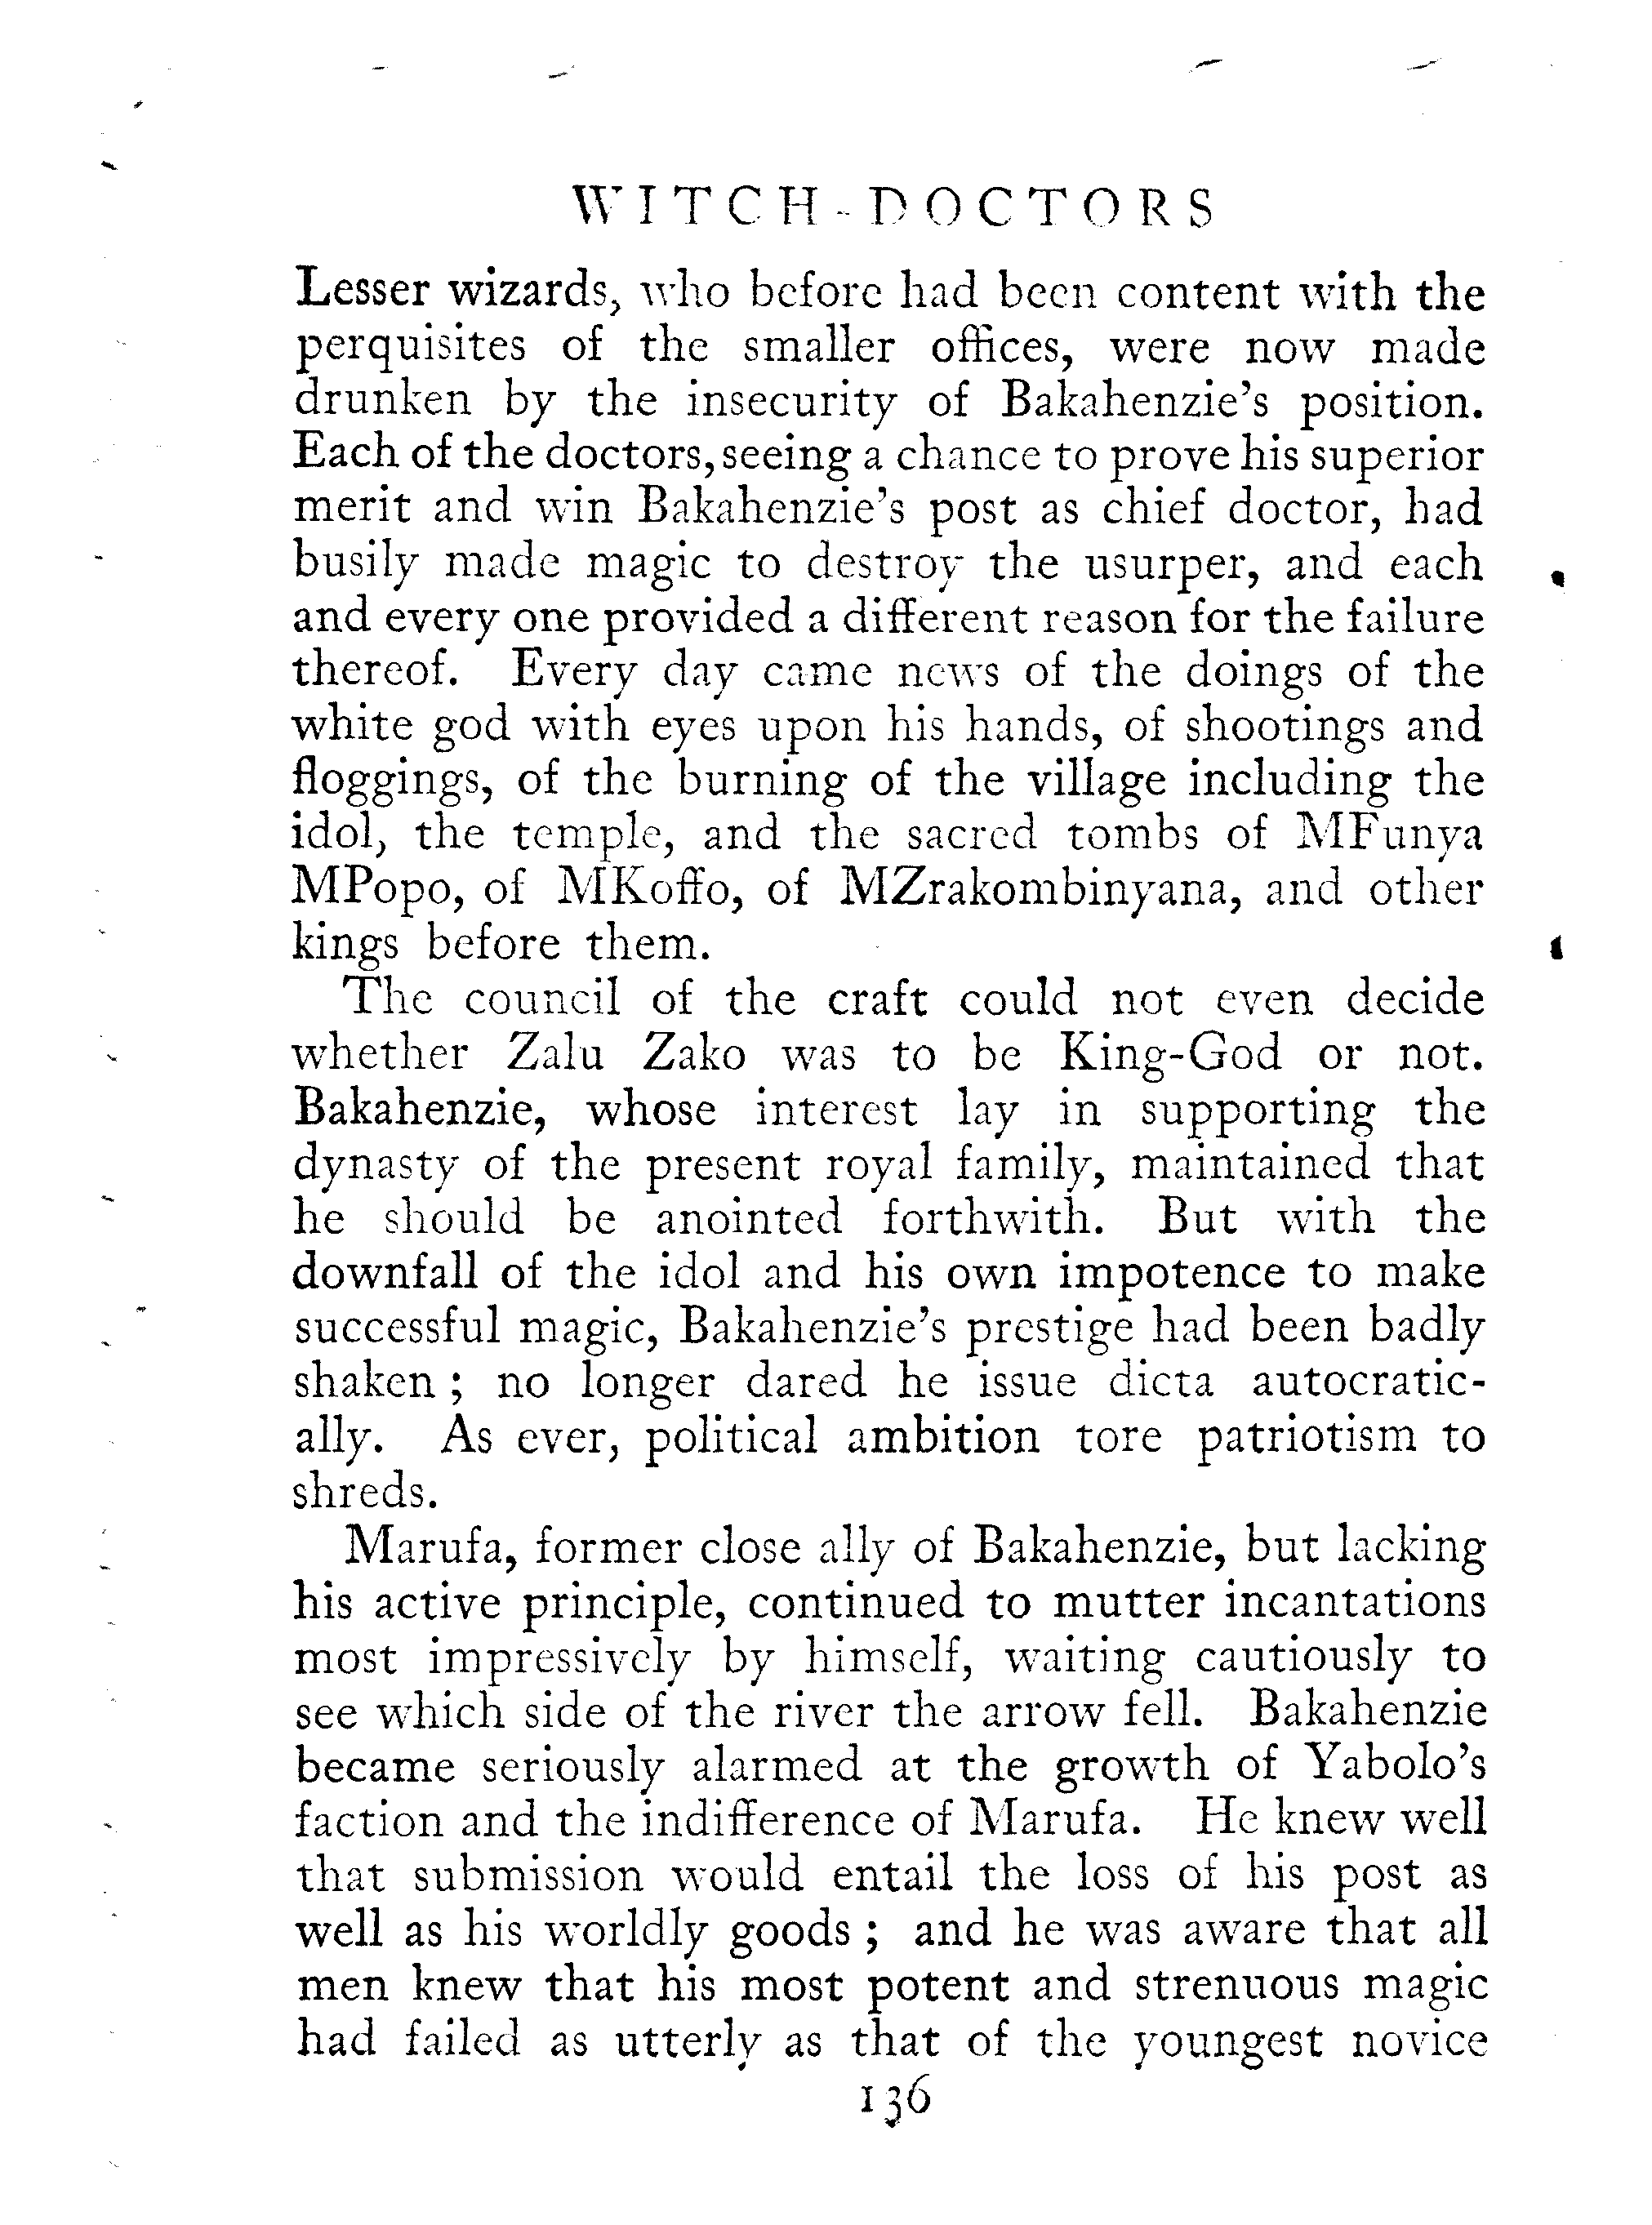 WITCH-DOCTORS
Lesser wizards, who before had been content with the
perquisites of the smaller offices, were now made
drunken by the insecurity of Bakahenzie's position.
Each of the doctors, seeing a chance to prove his superior
merit and win Bakahenzie's post as chief doctor, had
busily made magic to destroy the usurper, and each
and every one provided a different reason for the failure
thereof. Every day came news of the doings of the
white god with eyes upon his hands, of shootings and
floggings, of the burning of the village including the
idol, the temple, and the sacred tombs of MFunya
MPopo, of MKoffo, of MZrakombinyana, and other
kings before them.
The council of the craft could not even decide
whether Zalu Zako was to be King-God or not.
Bakahenzie, whose interest lay in supporting the
dynasty of the present royal family, maintained that
he should be anointed forthwith. But with the
downfall of the idol and his own impotence to make
successful magic, Bakahenzie's prestige had been badly
shaken ; no longer dared he issue dicta autocratic-
ally. As ever, political ambition tore patriotism to
shreds.
Marufa, former close ally of Bakahenzie, but lacking
his active principle, continued to mutter incantations
most impressively by himself, waiting cautiously to
see which side of the river the arrow fell. Bakahenzie
became seriously alarmed at the growth of Yabolo's
faction and the indifference of Marufa. He knew well
that submission would entail the loss of his post as
well as his worldly goods ; and he was aware that all
men knew that his most potent and strenuous magic
had failed as utterly as that of the youngest novice
136